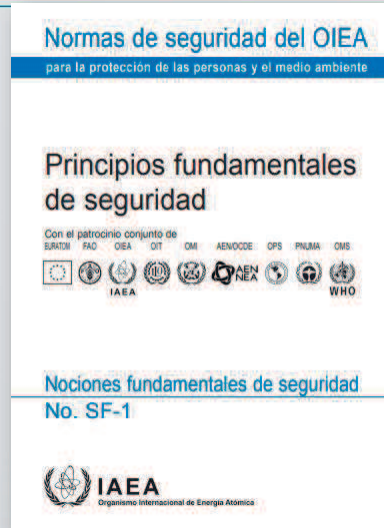 Normas de seguridad del OIEA
para la protección de las personas y el medio ambiente
Principios fundamentales
de seguridad
Con el patrocinio conjunto de
EURATOM FAO OIEA OIT OMI AEN/OCDE OPS PNUMA OMS
IAEA AEN NEA WHO
Nociones fundamentales de seguridad
No. SF-1
IAEA
Organismo Internacional de Energía Atómica